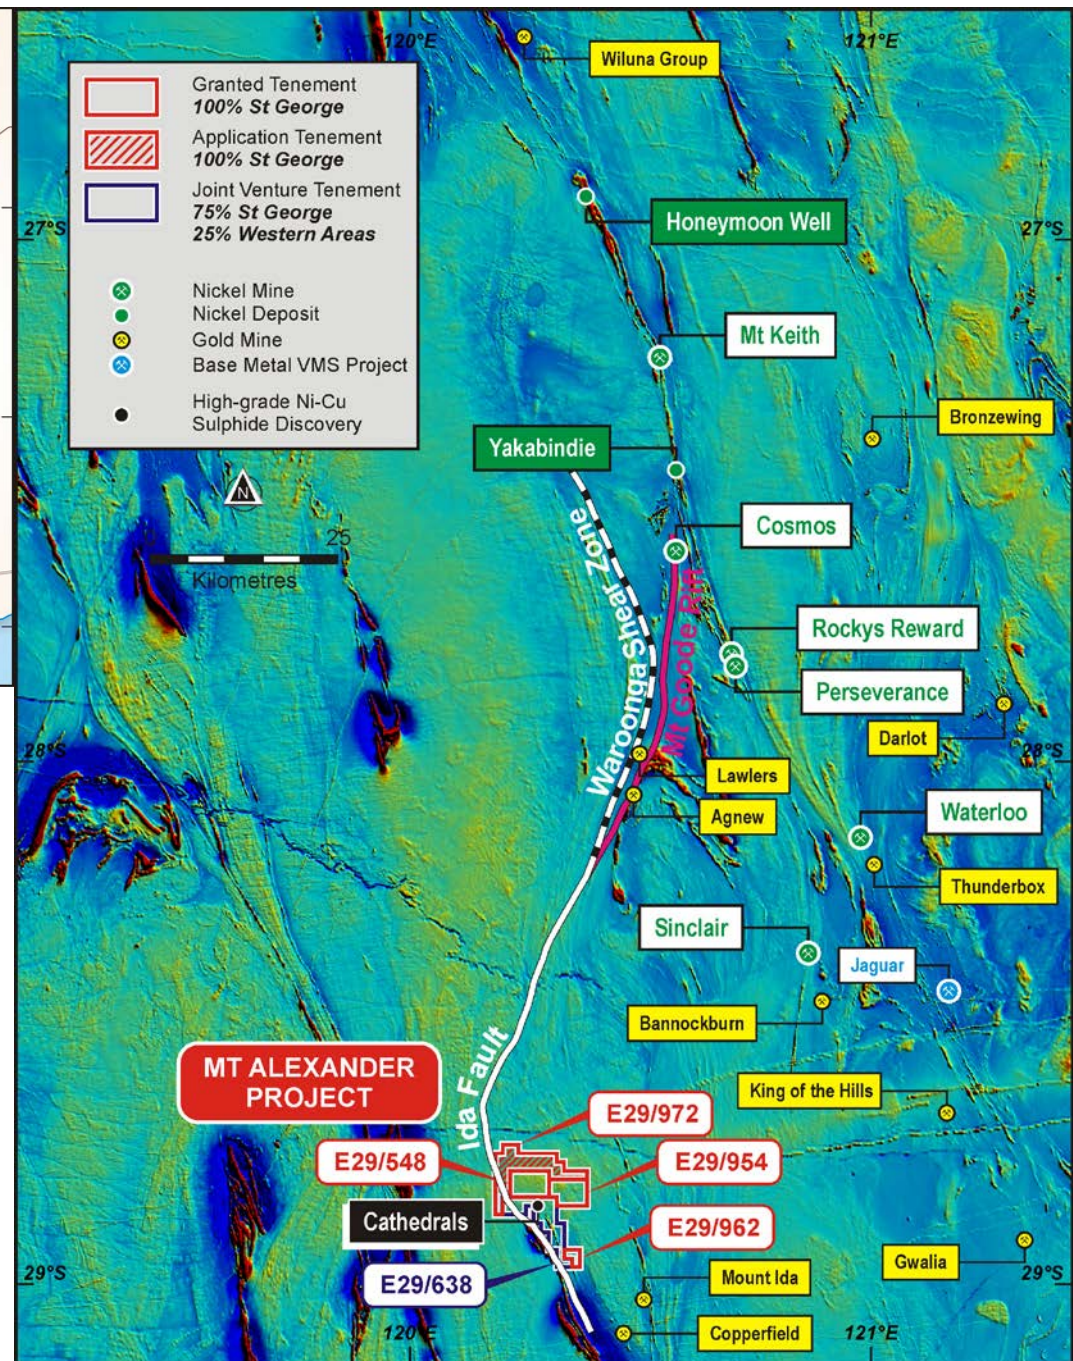 120°E
121°E
Wiluna Group
Granted Tenement
100% St George
Application Tenement
100% St George
Joint Venture Tenement
75% St George
25% Western Areas
Nickel Mine
Nickel Deposit
Gold Mine
Base Metal VMS Project
High-grade Ni-Cu
Sulphide Discovery
27°S
27°S
Honeymoon Well
Mt Keith
Bronzewing
Yakabindie
N
Cosmos
0
25
Kilometres
Waroonga Shear Zone
Mt Goode Rift
Rockys Reward
Perseverance
Darlot
28°S
28°S
Lawlers
Agnew
Waterloo
Thunderbox
Sinclair
Jaguar
Bannockburn
Ida Fault
MT ALEXANDER
PROJECT
King of the Hills
E29/972
E29/548
E29/954
Cathedrals
E29/962
Gwalia
E29/638
29°S
29°S
Mount Ida
Copperfield
120°E
121°E